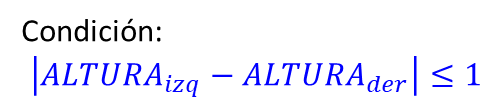 Condición:
|ALTURA_izq − ALTURA_der| ≤ 1